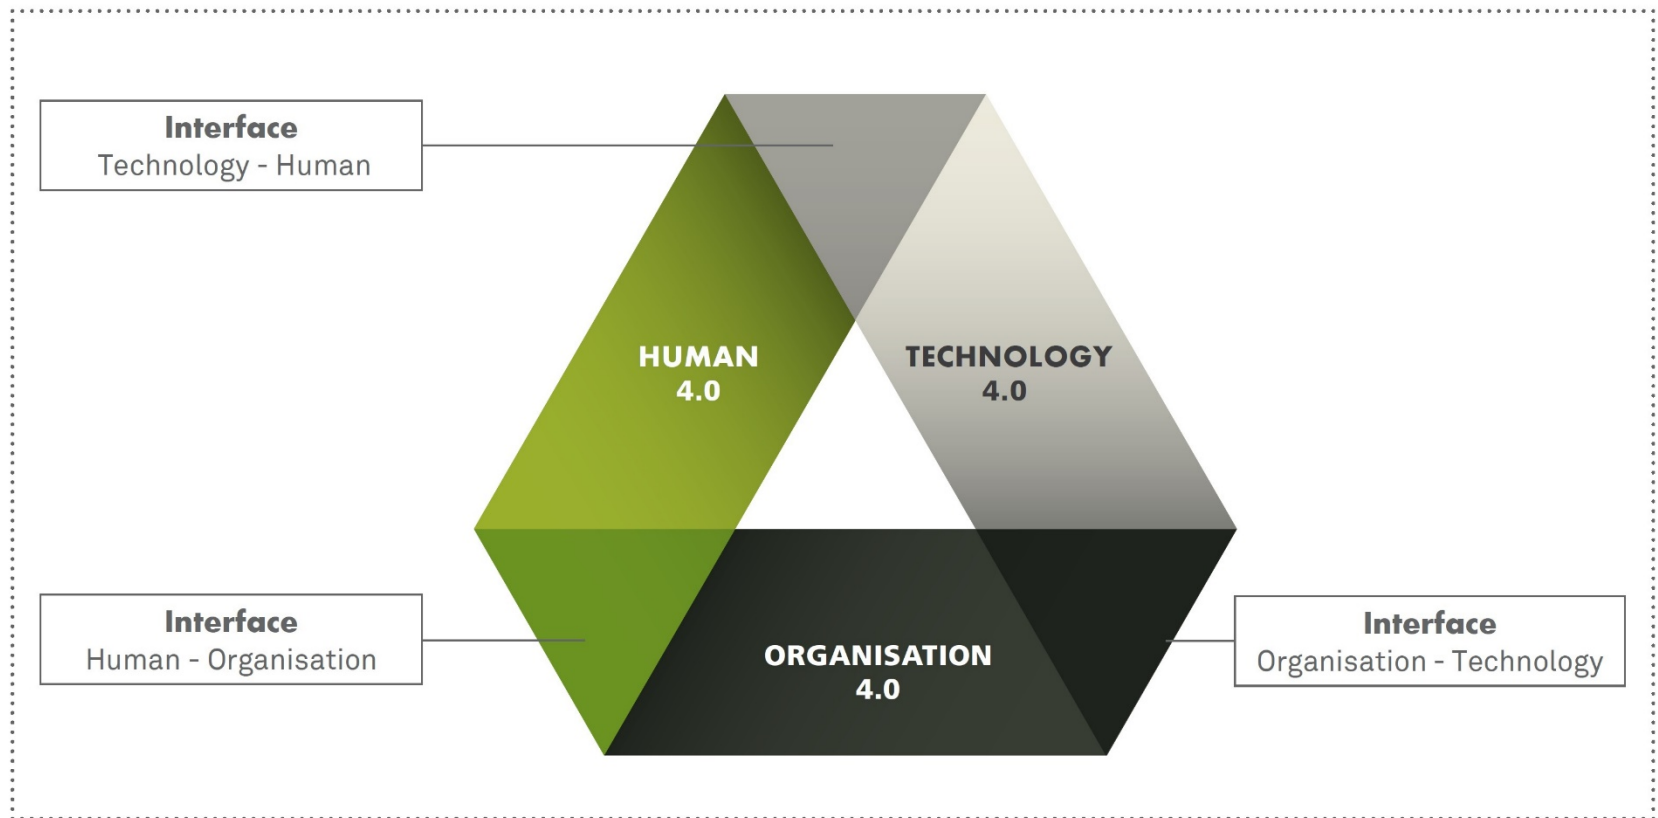 Interface
Technology - Human
HUMAN
4.0
TECHNOLOGY
4.0
Interface
Human - Organisation
ORGANISATION
4.0
Interface
Organisation - Technology